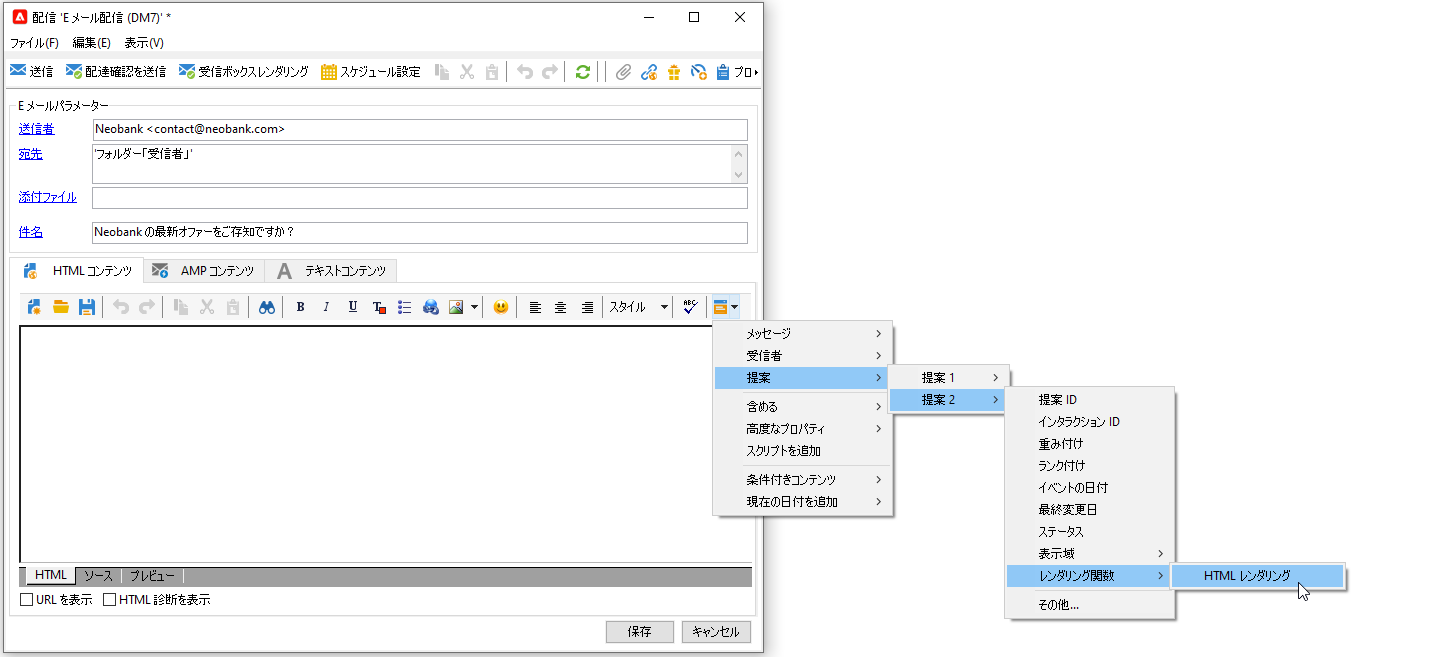 配信 'E メール配信 (DM7)' *
ファイル(F) 編集(E) 表示(V)
送信 配達確認を送信 受信ボックスレンダリング スケジュール設定 プロ
E メールパラメーター
送信者 Neobank <contact@neobank.com>
宛先 'フォルダー「受信者」'
添付ファイル
件名 Neobank の最新オファーをご存知ですか？
HTML コンテンツ AMP コンテンツ テキストコンテンツ
B I U T スタイル ABC
メッセージ
受信者
提案
含める
高度なプロパティ
スクリプトを追加
条件付きコンテンツ
現在の日付を追加
提案 1
提案 2
提案 ID
インタラクション ID
重み付け
ランク付け
イベントの日付
最終変更日
ステータス
表示域
レンダリング関数
その他...
HTML レンダリング
HTML ソース プレビュー
URL を表示 HTML 診断を表示
保存 キャンセル